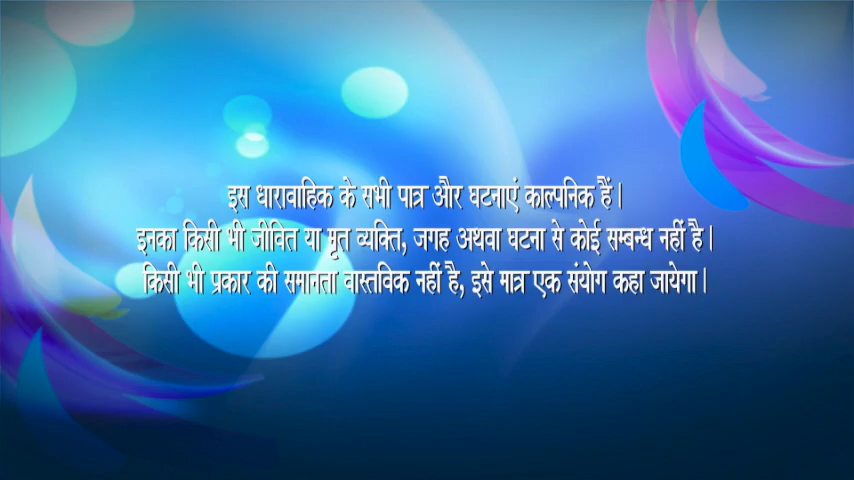 इस धारावाहिक के सभी पात्र और घटनाएं काल्पनिक हैं।
इनका किसी भी जीवित या मृत व्यक्ति, जगह अथवा घटना से कोई सम्बन्ध नहीं है।
किसी भी प्रकार की समानता वास्तविक नहीं है, इसे मात्र एक संयोग कहा जायेगा।